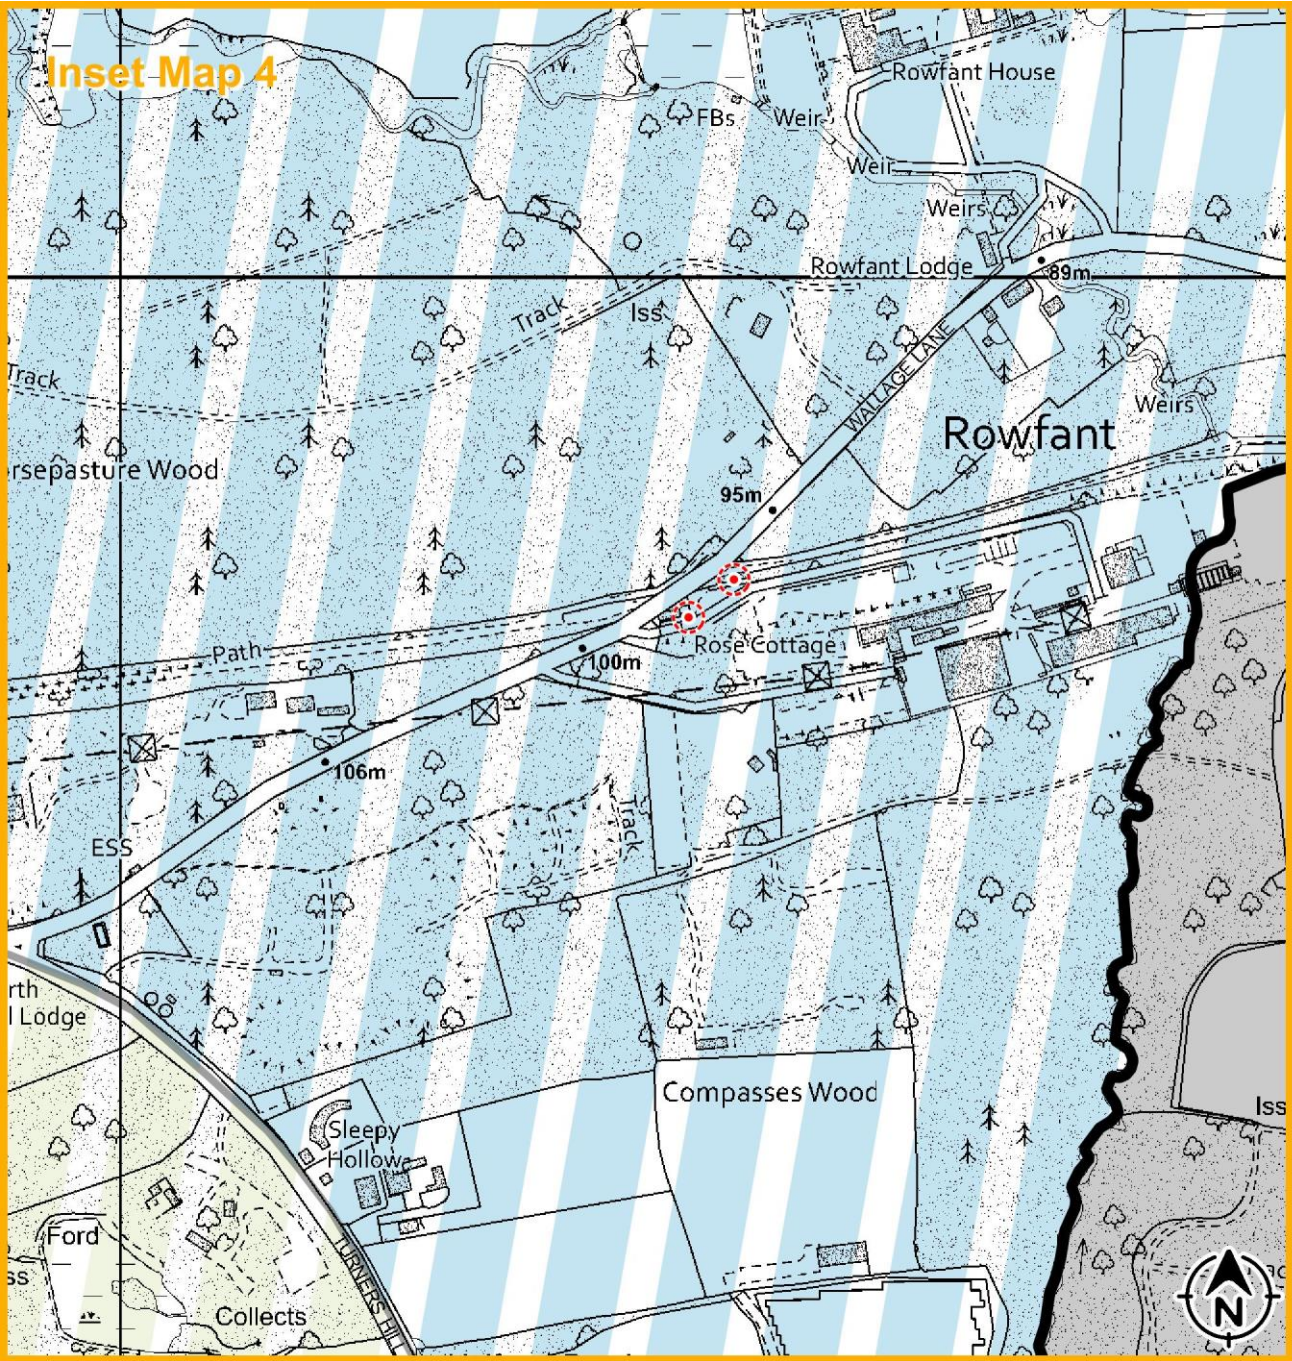 Inset Map 4
Rowfant House
FBs
Weir
Weir
Weirs
Rowfant Lodge
89m
Track
Iss
WALLAGE LANE
Track
Weirs
Rowfant
rsepasture Wood
95m
Path
Rose Cottage
100m
106m
Track
ESS
rth
l Lodge
Compasses Wood
Iss
Sleepy
Hollow
Ford
ss
TURNERS HILL
Collects
N